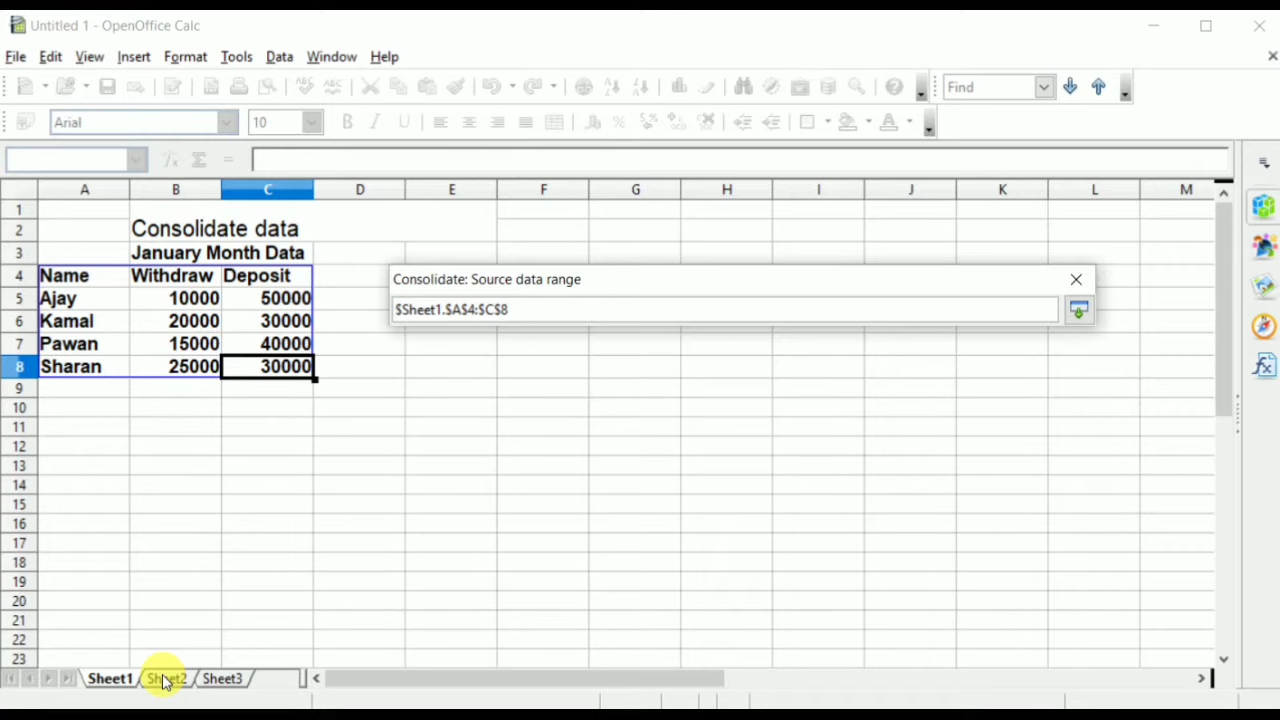 Untitled 1 - OpenOffice Calc
File Edit View Insert Format Tools Data Window Help
Find
Arial 10
A B C D E F G H I J K L M
1
2 Consolidate data
3 January Month Data
4 Name Withdraw Deposit
Consolidate: Source data range
5 Ajay 10000 50000
$Sheet1.$A$4:$C$8
6 Kamal 20000 30000
7 Pawan 15000 40000
8 Sharan 25000 30000
9
10
11
12
13
14
15
16
17
18
19
20
21
22
23
Sheet1 Sheet2 Sheet3